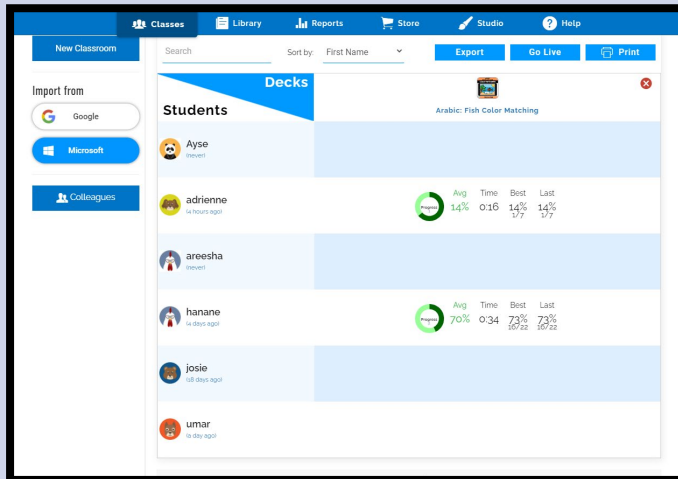 Classes Library Reports Store Studio Help
New Classroom
Search Sort by: First Name Export Go Live Print
Import from
Google
Microsoft
Colleagues
Decks
Students
Arabic: Fish Color Matching
Ayse
(never)
adrienne
(4 hours ago)
Progress
Avg Time Best Last
14% 0:16 14% 14%
1/7 1/7
areesha
(never)
hanane
(4 days ago)
Progress
Avg Time Best Last
70% 0:34 73% 73%
16/22 16/22
josie
(18 days ago)
umar
(a day ago)